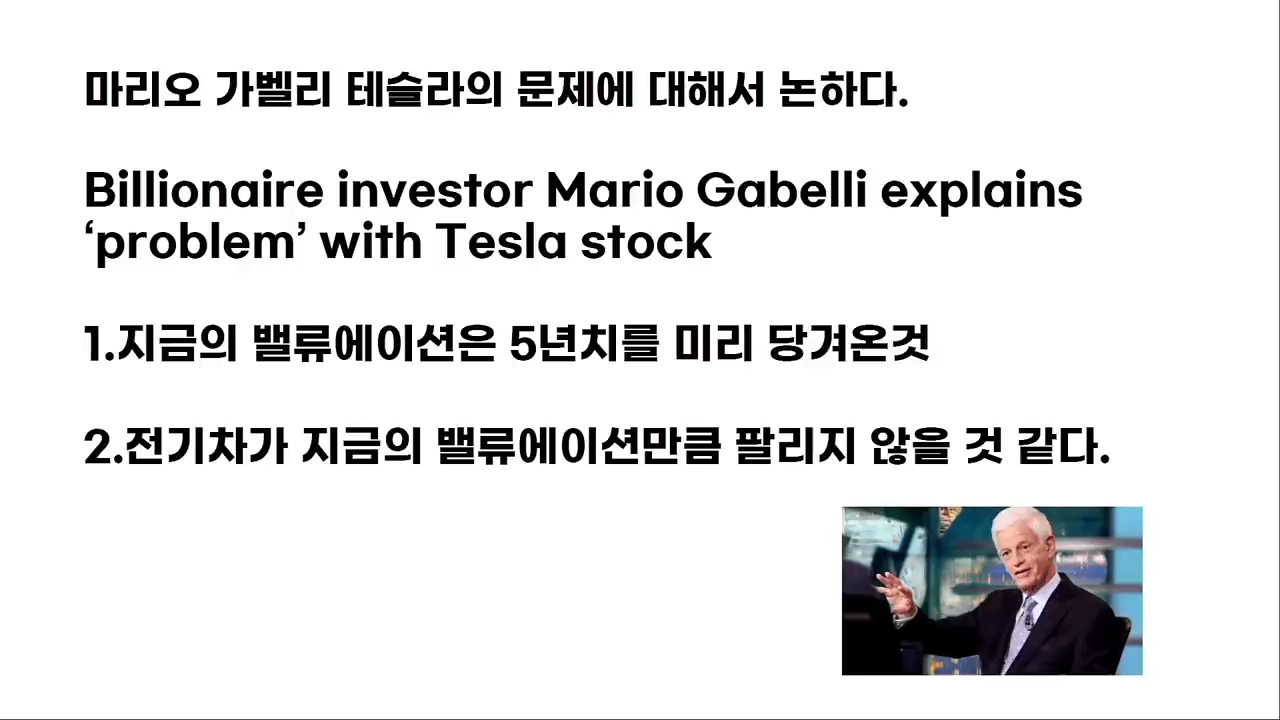 마리오 가벨리 테슬라의 문제에 대해서 논하다.
Billionaire investor Mario Gabelli explains
‘problem’ with Tesla stock
1.지금의 밸류에이션은 5년치를 미리 당겨온것
2.전기차가 지금의 밸류에이션만큼 팔리지 않을 것 같다.